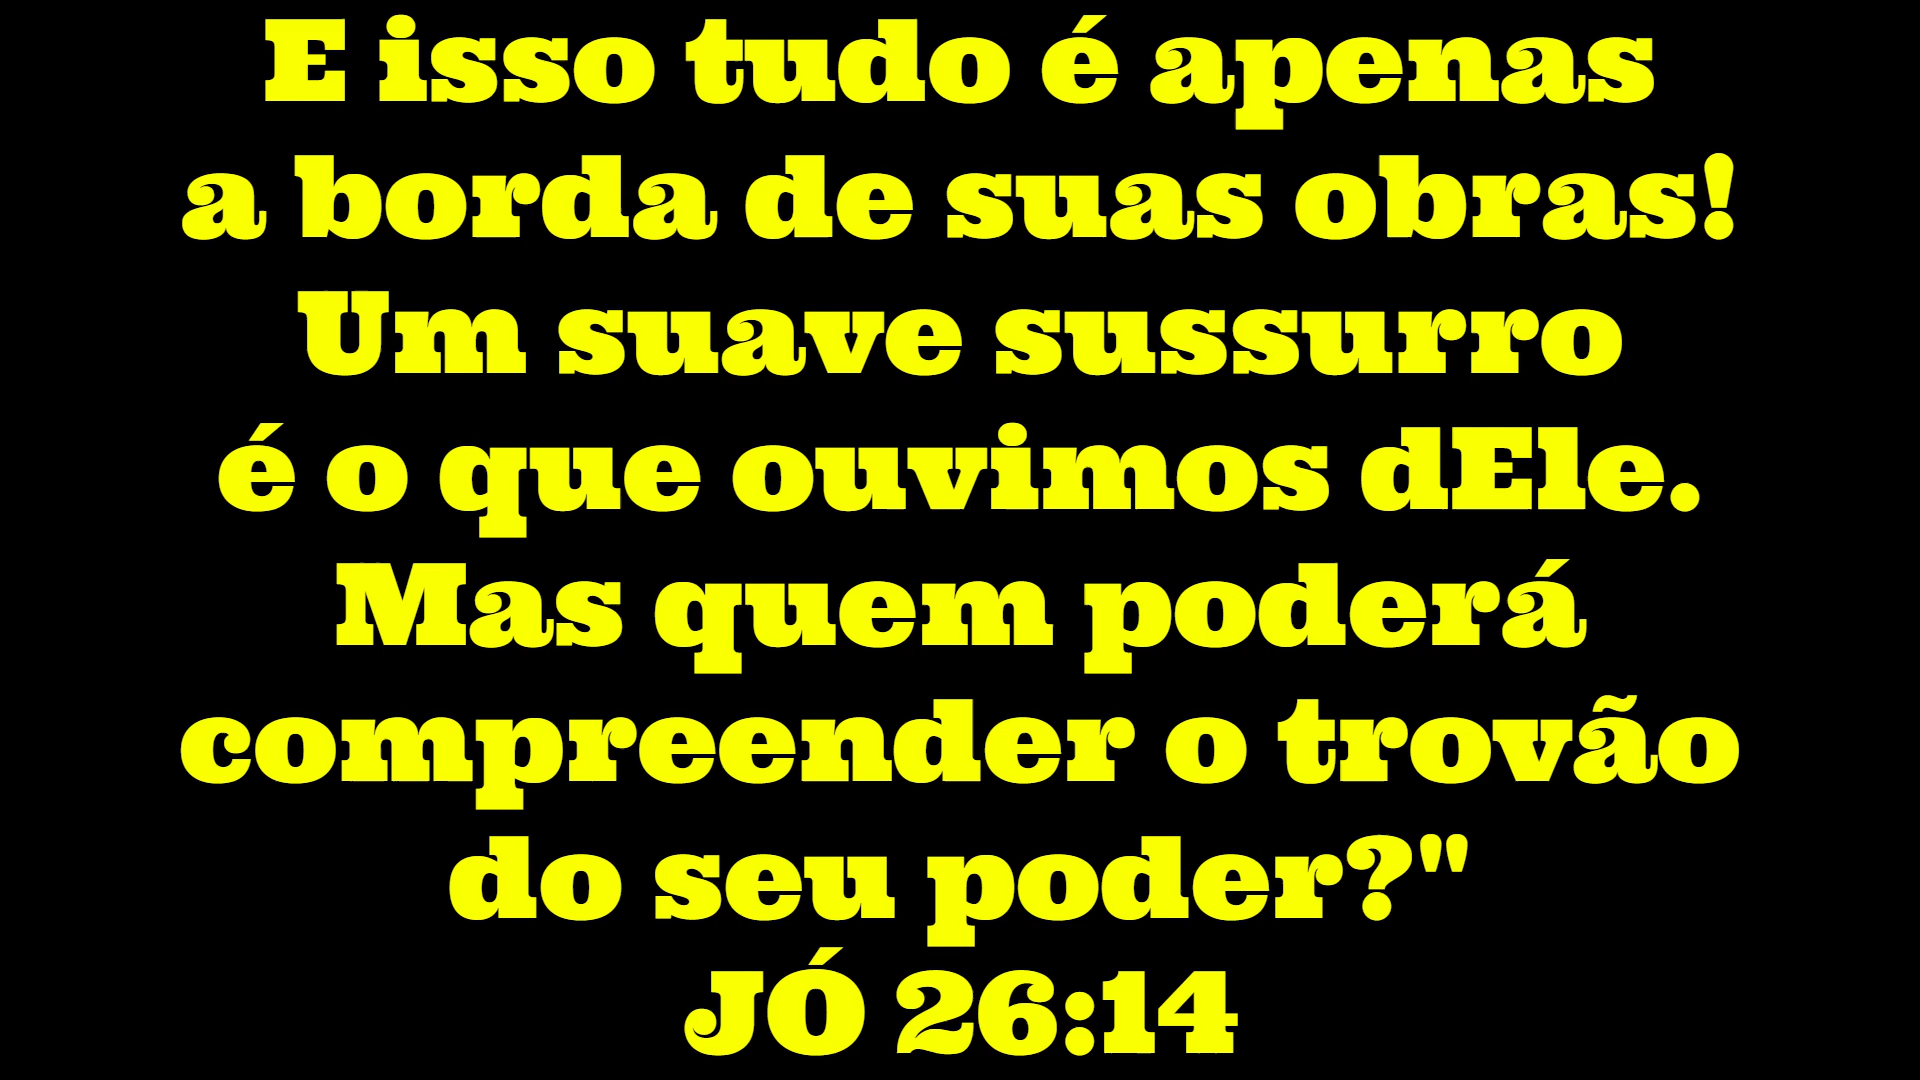 E isso tudo é apenas
a borda de suas obras!
Um suave sussurro
é o que ouvimos dEle.
Mas quem poderá
compreender o trovão
do seu poder?"
JÓ 26:14